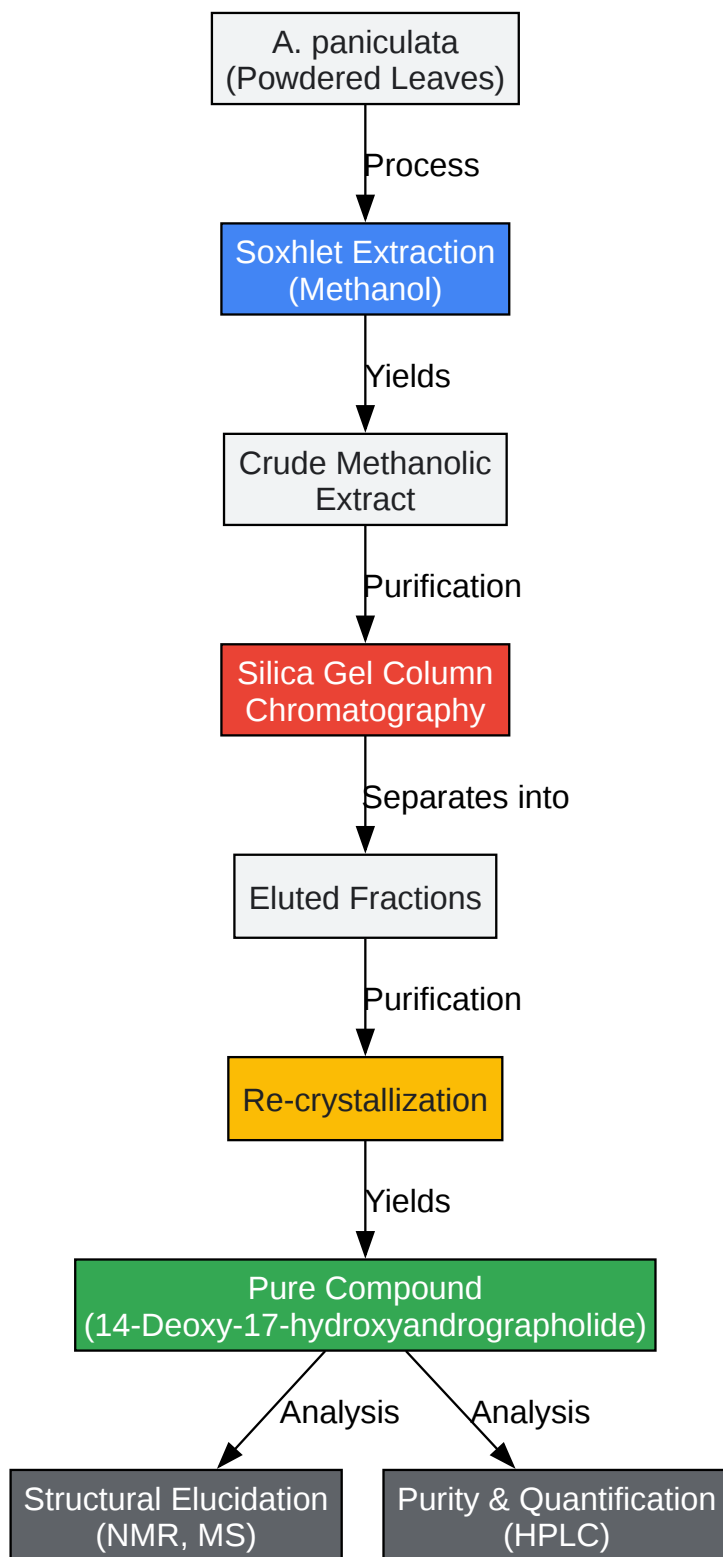 A. paniculata
(Powdered Leaves)
Process
Soxhlet Extraction
(Methanol)
Yields
Crude Methanolic
Extract
Purification
Silica Gel Column
Chromatography
Separates into
Eluted Fractions
Purification
Re-crystallization
Yields
Pure Compound
(14-Deoxy-17-hydroxyandrographolide)
Analysis
Analysis
Structural Elucidation
(NMR, MS)
Purity & Quantification
(HPLC)